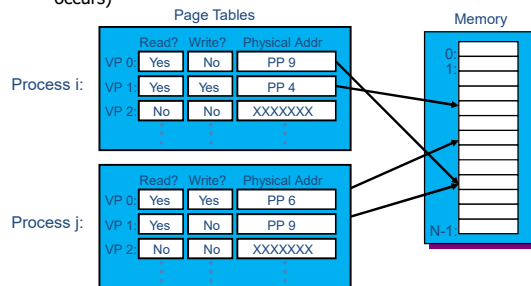 occurs)
Page Tables
Memory
Read? Write? Physical Addr
VP 0: Yes No PP 9
Process i: VP 1: Yes Yes PP 4
VP 2: No No XXXXXXX
0:
1:
N-1:
Read? Write? Physical Addr
VP 0: Yes Yes PP 6
Process j: VP 1: Yes No PP 9
VP 2: No No XXXXXXX